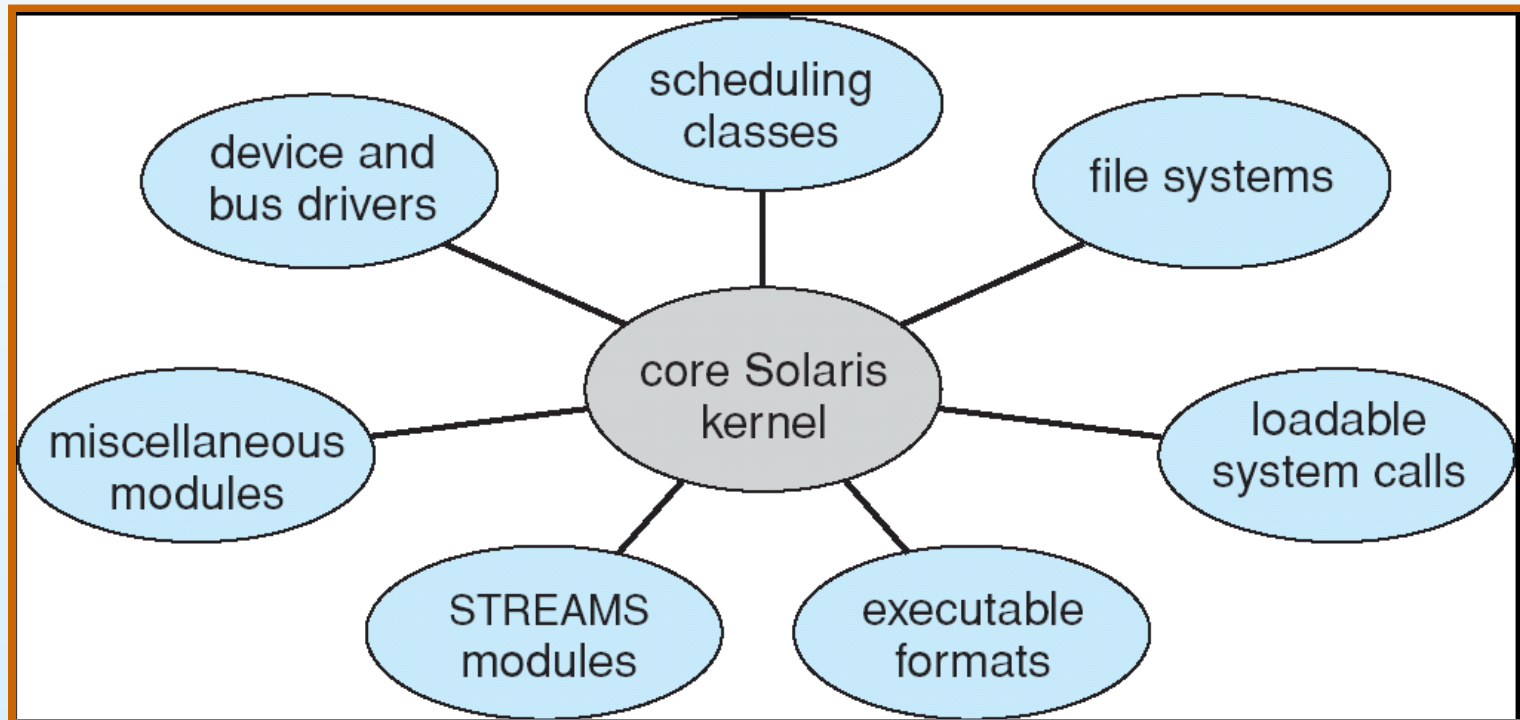 scheduling
classes
device and
bus drivers
file systems
core Solaris
kernel
miscellaneous
modules
loadable
system calls
STREAMS
modules
executable
formats